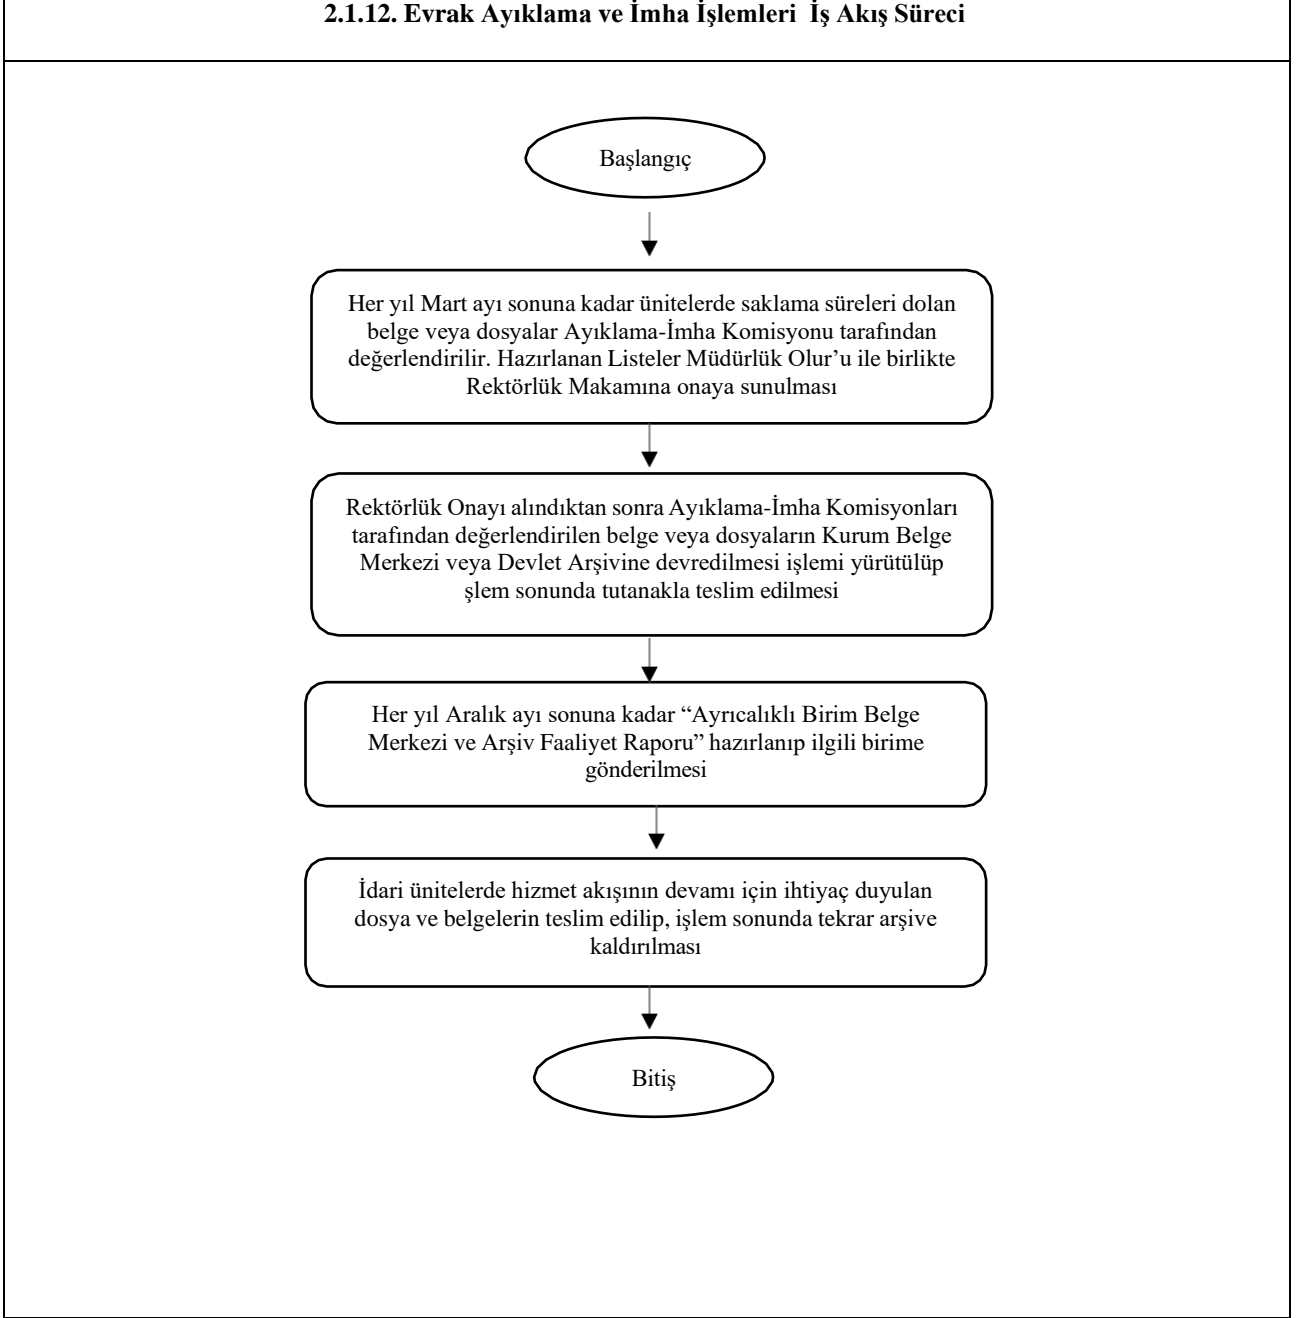 2.1.12. Evrak Ayıklama ve İmha İşlemleri  İş Akış Süreci
Başlangıç
Her yıl Mart ayı sonuna kadar ünitelerde saklama süreleri dolan
belge veya dosyalar Ayıklama-İmha Komisyonu tarafından
değerlendirilir. Hazırlanan Listeler Müdürlük Olur’u ile birlikte
Rektörlük Makamına onaya sunulması
Rektörlük Onayı alındıktan sonra Ayıklama-İmha Komisyonları
tarafından değerlendirilen belge veya dosyaların Kurum Belge
Merkezi veya Devlet Arşivine devredilmesi işlemi yürütülüp
şlem sonunda tutanakla teslim edilmesi
Her yıl Aralık ayı sonuna kadar “Ayrıcalıklı Birim Belge
Merkezi ve Arşiv Faaliyet Raporu” hazırlanıp ilgili birime
gönderilmesi
İdari ünitelerde hizmet akışının devamı için ihtiyaç duyulan
dosya ve belgelerin teslim edilip, işlem sonunda tekrar arşive
kaldırılması
Bitiş